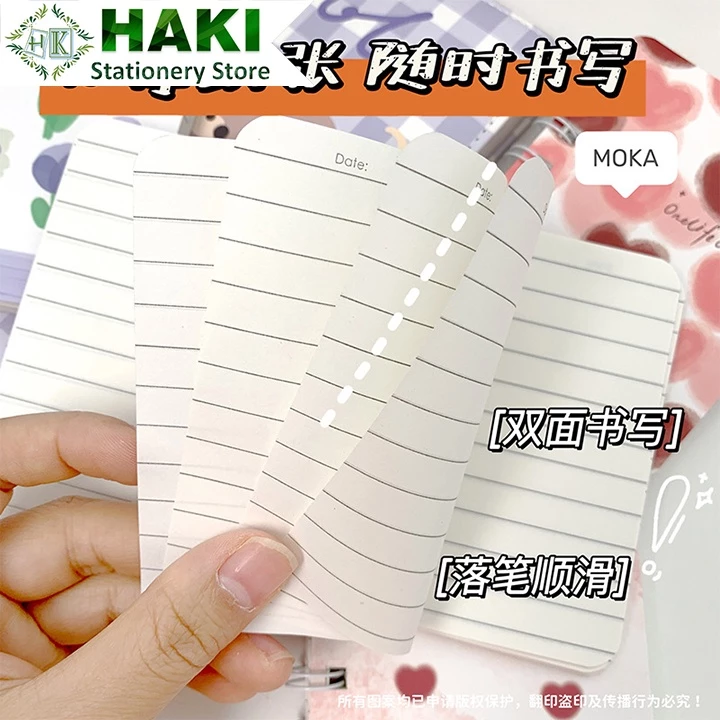 HK
HAKI
Stationery Store
张 随时书写
MOKA
Date:
Date:
[双面书写]
[落笔顺滑]
所有图案均已申请版权保护，翻印盗印及传播行为必究！